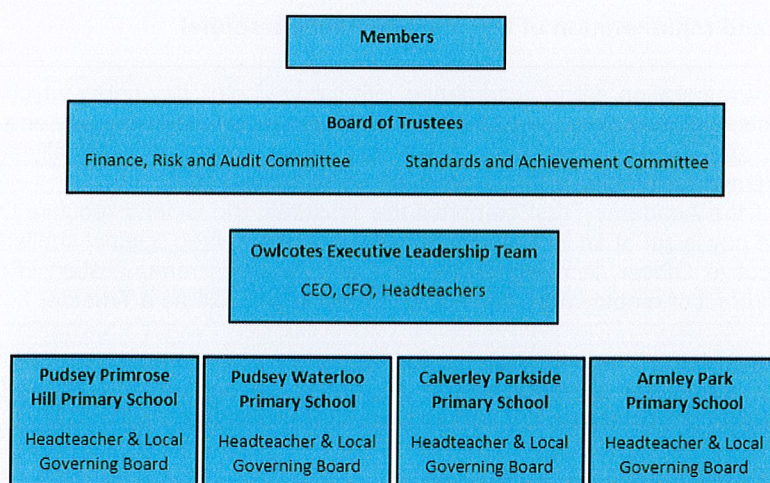 Members
Board of Trustees
Finance, Risk and Audit Committee Standards and Achievement Committee
Owlcotes Executive Leadership Team
CEO, CFO, Headteachers
Pudsey Primrose
Hill Primary School
Headteacher & Local
Governing Board
Pudsey Waterloo
Primary School
Headteacher & Local
Governing Board
Calverley Parkside
Primary School
Headteacher & Local
Governing Board
Armley Park
Primary School
Headteacher & Local
Governing Board